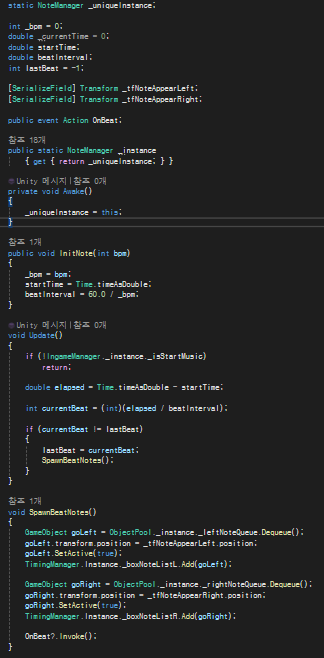 static NoteManager _uniqueInstance;
int _bpm = 0;
double _currentTime = 0;
double startTime;
double beatInterval;
int lastBeat = -1;
[SerializeField] Transform _tfNoteAppearLeft;
[SerializeField] Transform _tfNoteAppearRight;
public event Action OnBeat;
참조 18개
public static NoteManager _instance
{ get { return _uniqueInstance; } }
Unity 메시지 | 참조 0개
private void Awake()
{
_uniqueInstance = this;
}
참조 1개
public void InitNote(int bpm)
{
_bpm = bpm;
startTime = Time.timeAsDouble;
beatInterval = 60.0 / _bpm;
}
Unity 메시지 | 참조 0개
void Update()
{
if (!IngameManager._instance._isStartMusic)
return;
double elapsed = Time.timeAsDouble - startTime;
int currentBeat = (int)(elapsed / beatInterval);
if (currentBeat != lastBeat)
{
lastBeat = currentBeat;
SpawnBeatNotes();
}
}
참조 1개
void SpawnBeatNotes()
{
GameObject goLeft = ObjectPool._instance._leftNoteQueue.Dequeue();
goLeft.transform.position = _tfNoteAppearLeft.position;
goLeft.SetActive(true);
TimingManager.Instance._boxNoteListL.Add(goLeft);
GameObject goRight = ObjectPool._instance._rightNoteQueue.Dequeue();
goRight.transform.position = _tfNoteAppearRight.position;
goRight.SetActive(true);
TimingManager.Instance._boxNoteListR.Add(goRight);
OnBeat?.Invoke();
}